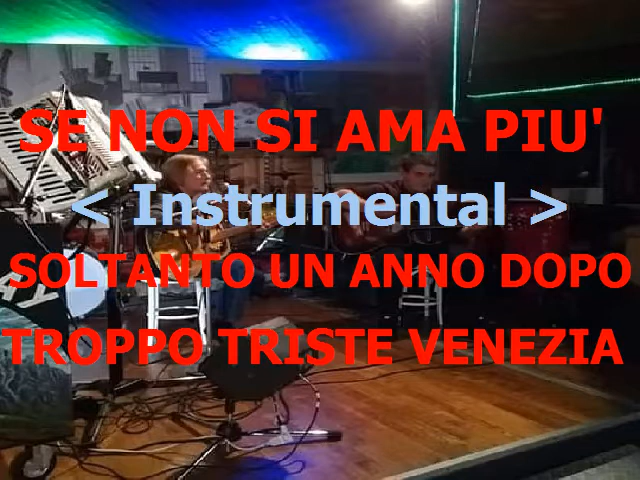 SE NON SI AMA PIU'
< Instrumental >
SOLTANTO UN ANNO DOPO
TROPPO TRISTE VENEZIA